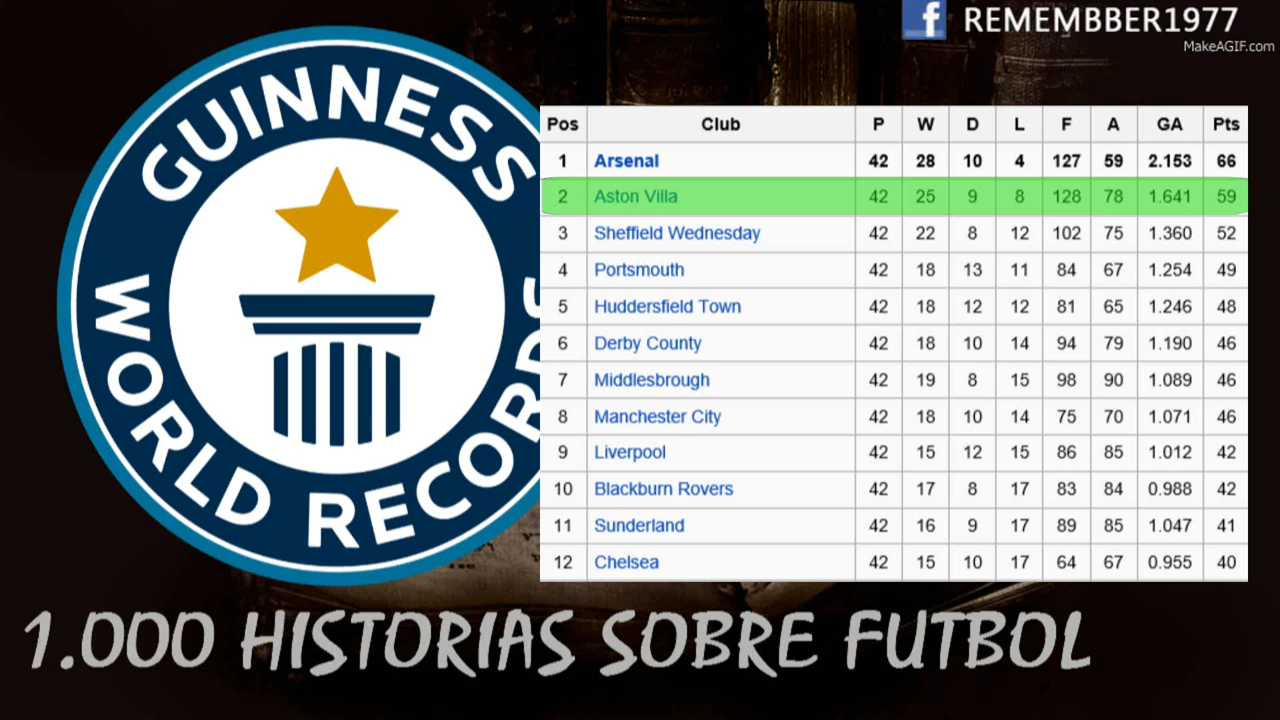 f REMEMBBER1977
MakeAGIF.com
GUINNESS
WORLD RECORDS
Pos Club P W D L F A GA Pts
1 Arsenal 42 28 10 4 127 59 2.153 66
2 Aston Villa 42 25 9 8 128 78 1.641 59
3 Sheffield Wednesday 42 22 8 12 102 75 1.360 52
4 Portsmouth 42 18 13 11 84 67 1.254 49
5 Huddersfield Town 42 18 12 12 81 65 1.246 48
6 Derby County 42 18 10 14 94 79 1.190 46
7 Middlesbrough 42 19 8 15 98 90 1.089 46
8 Manchester City 42 18 10 14 75 70 1.071 46
9 Liverpool 42 15 12 15 86 85 1.012 42
10 Blackburn Rovers 42 17 8 17 83 84 0.988 42
11 Sunderland 42 16 9 17 89 85 1.047 41
12 Chelsea 42 15 10 17 64 67 0.955 40
1.000 HISTORIAS SOBRE FUTBOL